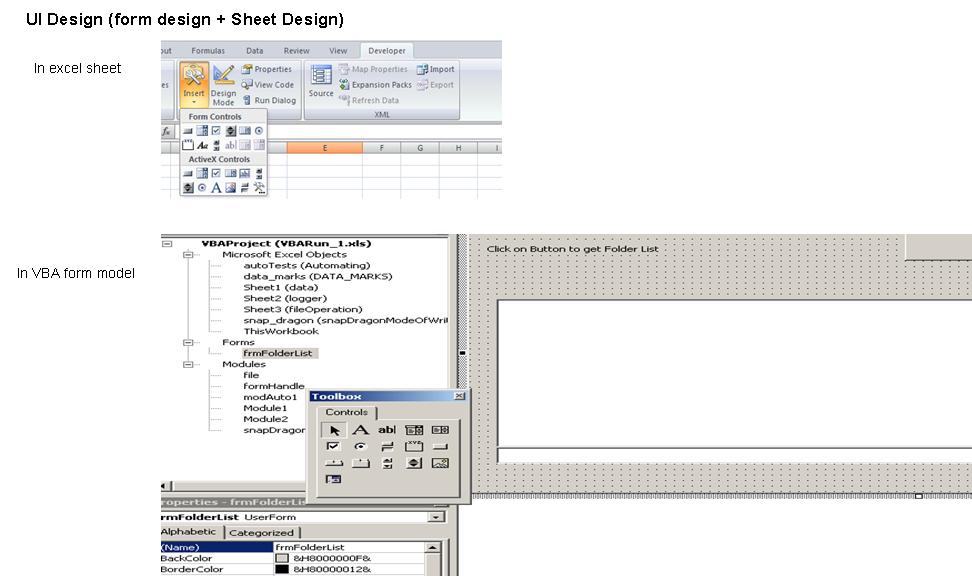 UI Design (form design + Sheet Design)
In excel sheet
out Formulas Data Review View Developer
Properties Map Properties Import
es Insert Design Mode View Code Source Expansion Packs Export
Run Dialog Refresh Data
XML
Form Controls
fx
Aa ab|
E F G H I
ActiveX Controls
A
In VBA form model
VBAProject (VBARun_1.xls)
Microsoft Excel Objects
autoTests (Automating)
data_marks (DATA_MARKS)
Sheet1 (data)
Sheet2 (logger)
Sheet3 (fileOperation)
snap_dragon (snapDragonModeOfWri
ThisWorkbook
Forms
frmFolderList
Modules
file
formHandle
modAuto1
Module1
Module2
snapDragon
Click on Button to get Folder List
Toolbox
Controls
A ab|
xyz
roperties - frmFolderLis
frmFolderList UserForm
Alphabetic Categorized
(Name) frmFolderList
BackColor &H8000000F&
BorderColor &H80000012&